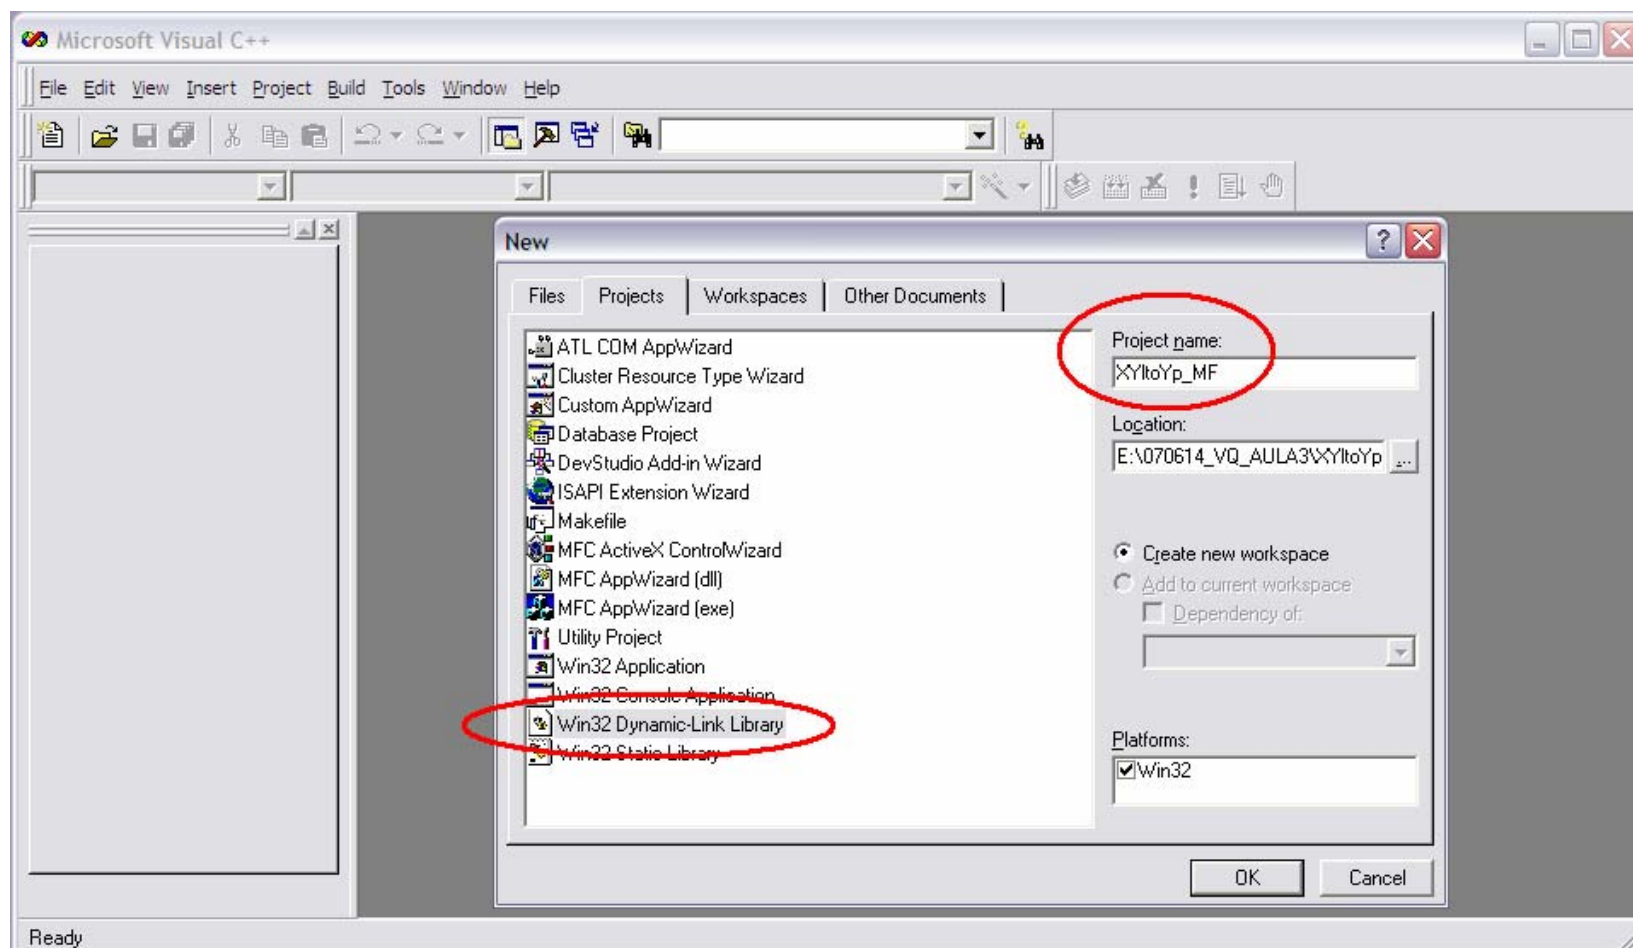 Microsoft Visual C++
File Edit View Insert Project Build Tools Window Help
New
Files Projects Workspaces Other Documents
ATL COM AppWizard
Cluster Resource Type Wizard
Custom AppWizard
Database Project
DevStudio Add-in Wizard
ISAPI Extension Wizard
Makefile
MFC ActiveX ControlWizard
MFC AppWizard (dll)
MFC AppWizard (exe)
Utility Project
Win32 Application
Win32 Console Application
Win32 Dynamic-Link Library
Win32 Static Library
Project name:
XYItoYp_MF
Location:
E:\070614_VQ_AULA3\XYItoYp ...
Create new workspace
Add to current workspace
Dependency of:
Platforms:
Win32
OK Cancel
Ready